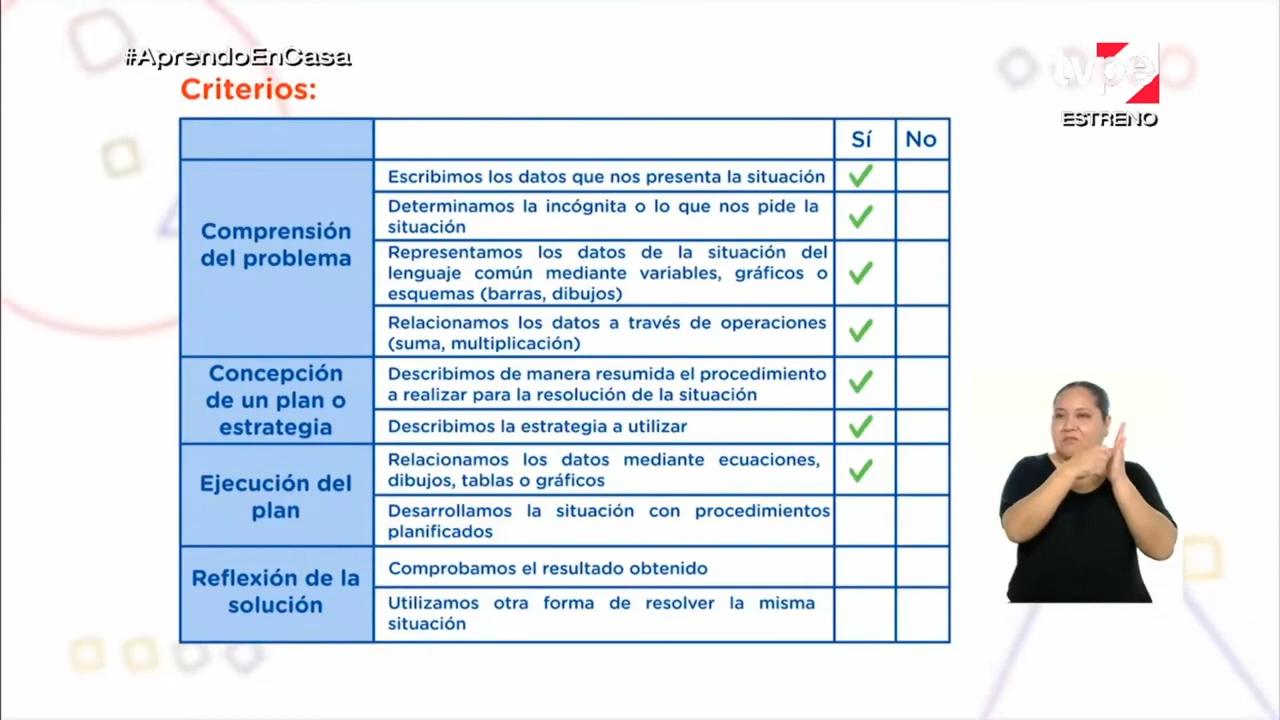 #AprendoEnCasa
tvpe
ESTRENO
Criterios:
Sí
No
Comprensión
del problema
Escribimos los datos que nos presenta la situación
Determinamos la incógnita o lo que nos pide la
situación
Representamos los datos de la situación del
lenguaje común mediante variables, gráficos o
esquemas (barras, dibujos)
Relacionamos los datos a través de operaciones
(suma, multiplicación)
Concepción
de un plan o
estrategia
Describimos de manera resumida el procedimiento
a realizar para la resolución de la situación
Describimos la estrategia a utilizar
Ejecución del
plan
Relacionamos los datos mediante ecuaciones,
dibujos, tablas o gráficos
Desarrollamos la situación con procedimientos
planificados
Reflexión de la
solución
Comprobamos el resultado obtenido
Utilizamos otra forma de resolver la misma
situación